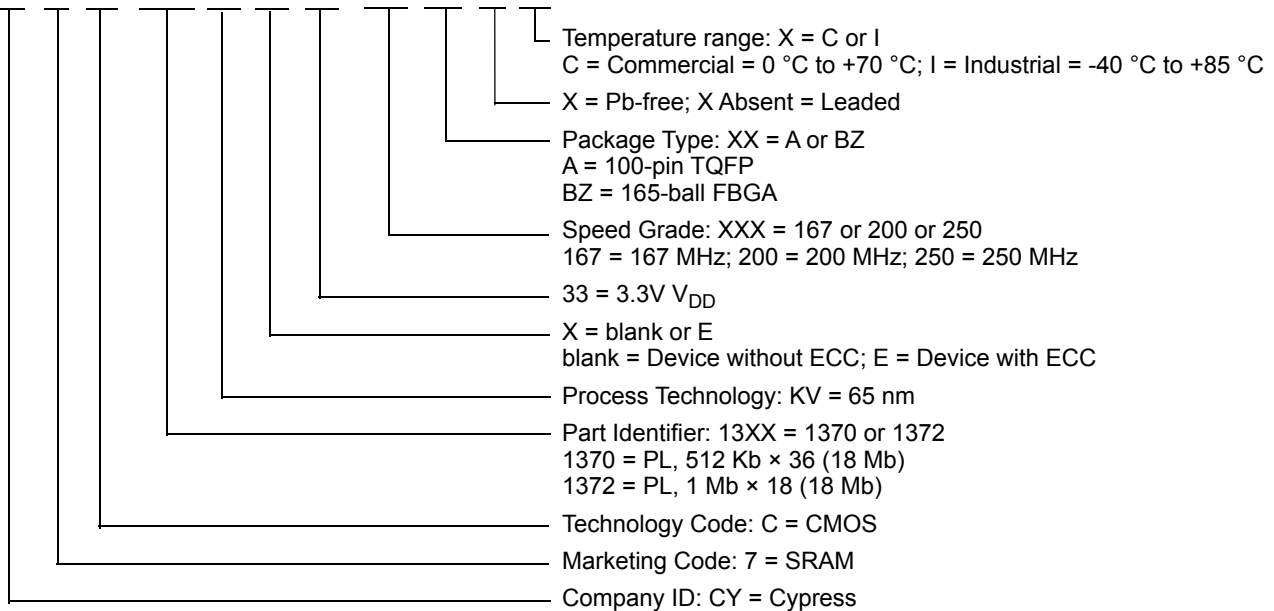 Temperature range: X = C or I
C = Commercial = 0 °C to +70 °C; I = Industrial = -40 °C to +85 °C
X = Pb-free; X Absent = Leaded
Package Type: XX = A or BZ
A = 100-pin TQFP
BZ = 165-ball FBGA
Speed Grade: XXX = 167 or 200 or 250
167 = 167 MHz; 200 = 200 MHz; 250 = 250 MHz
33 = 3.3V VDD
X = blank or E
blank = Device without ECC; E = Device with ECC
Process Technology: KV = 65 nm
Part Identifier: 13XX = 1370 or 1372
1370 = PL, 512 Kb × 36 (18 Mb)
1372 = PL, 1 Mb × 18 (18 Mb)
Technology Code: C = CMOS
Marketing Code: 7 = SRAM
Company ID: CY = Cypress